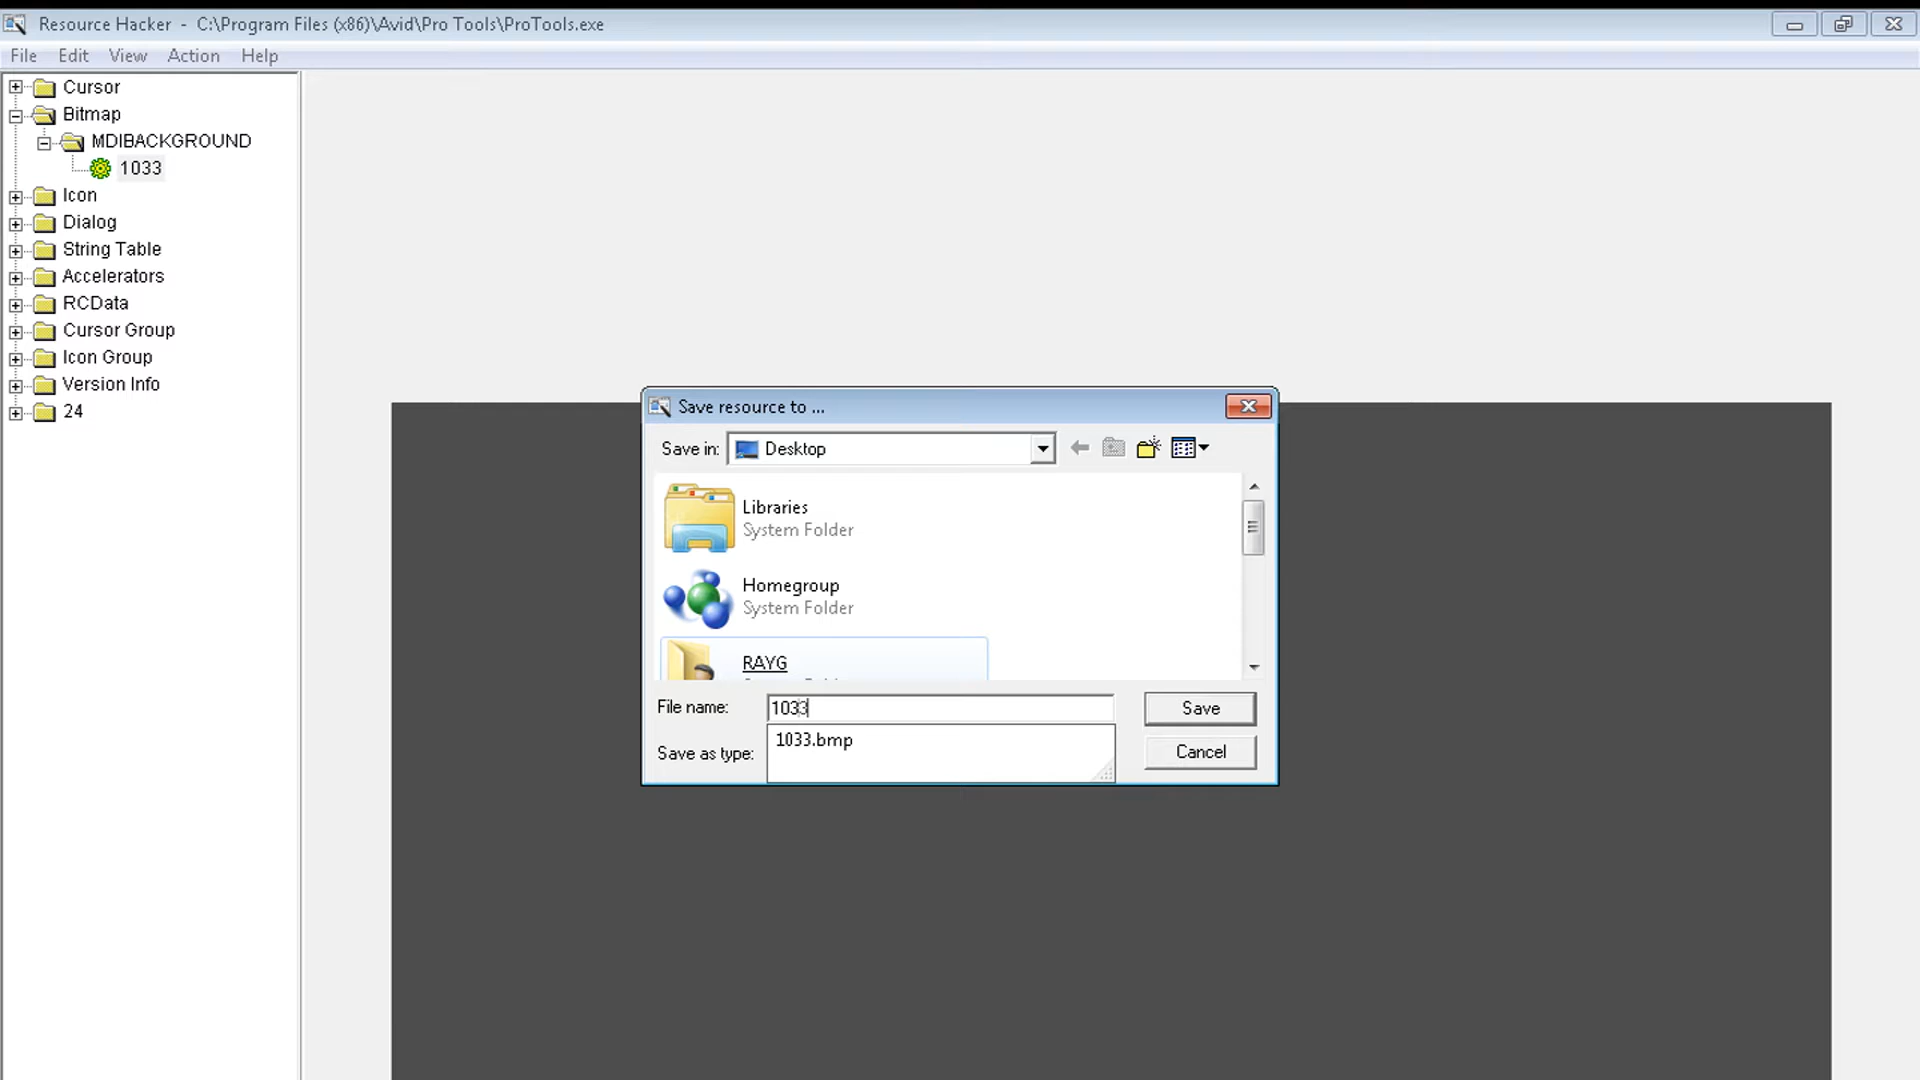 Resource Hacker - C:\Program Files (x86)\Avid\Pro Tools\ProTools.exe
File Edit View Action Help
Cursor
Bitmap
MDIBACKGROUND
1033
Icon
Dialog
String Table
Accelerators
RCData
Cursor Group
Icon Group
Version Info
24
Save resource to ...
Save in: Desktop
Libraries
System Folder
Homegroup
System Folder
RAYG
File name: 1033 Save
1033.bmp
Save as type: Cancel